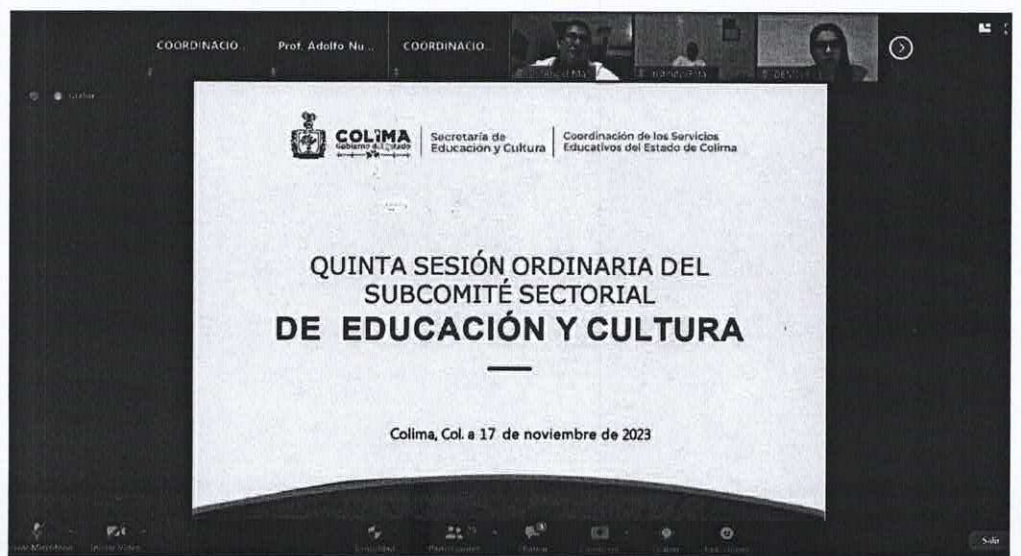 COORDINACIO...
Prof. Adolfo Nu...
COORDINACIO...
COLIMA
Gobierno del Estado
Secretaría de
Educación y Cultura
Coordinación de los Servicios
Educativos del Estado de Colima
QUINTA SESIÓN ORDINARIA DEL
SUBCOMITÉ SECTORIAL
DE EDUCACIÓN Y CULTURA
Colima, Col. a 17 de noviembre de 2023
Iniciar Video
Salir